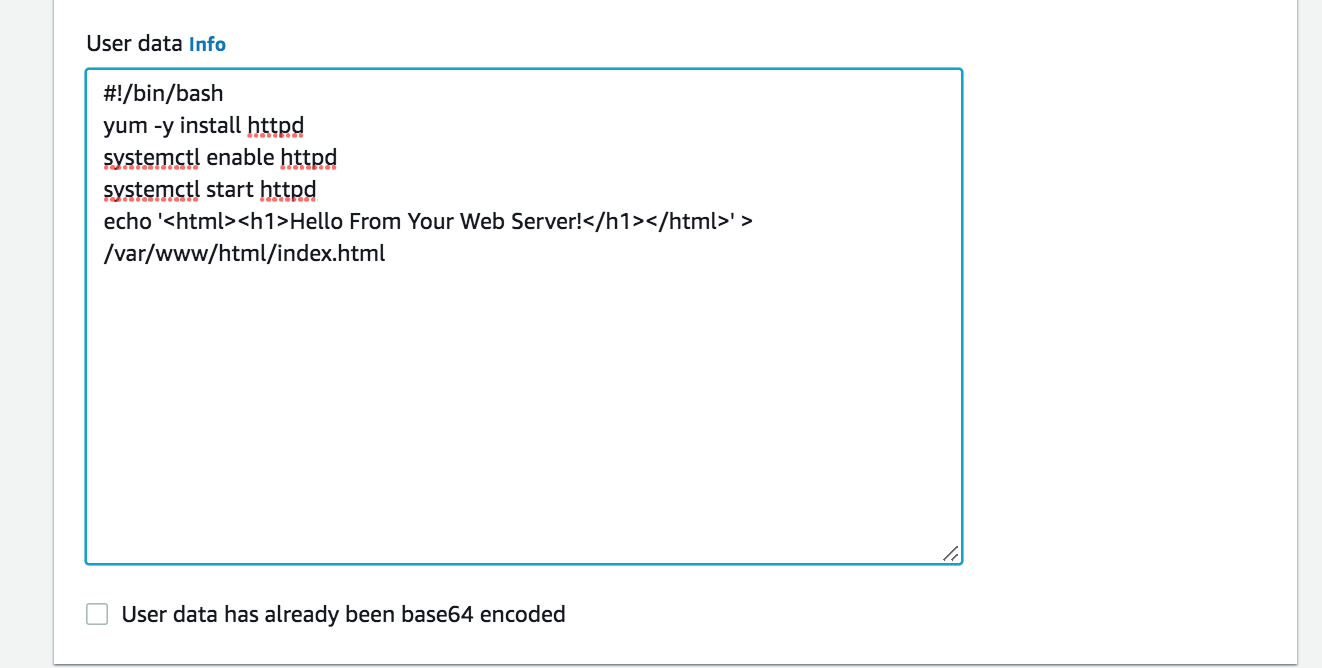 User data Info
#!/bin/bash
yum -y install httpd
systemctl enable httpd
systemctl start httpd
echo '<html><h1>Hello From Your Web Server!</h1></html>' >
/var/www/html/index.html
User data has already been base64 encoded